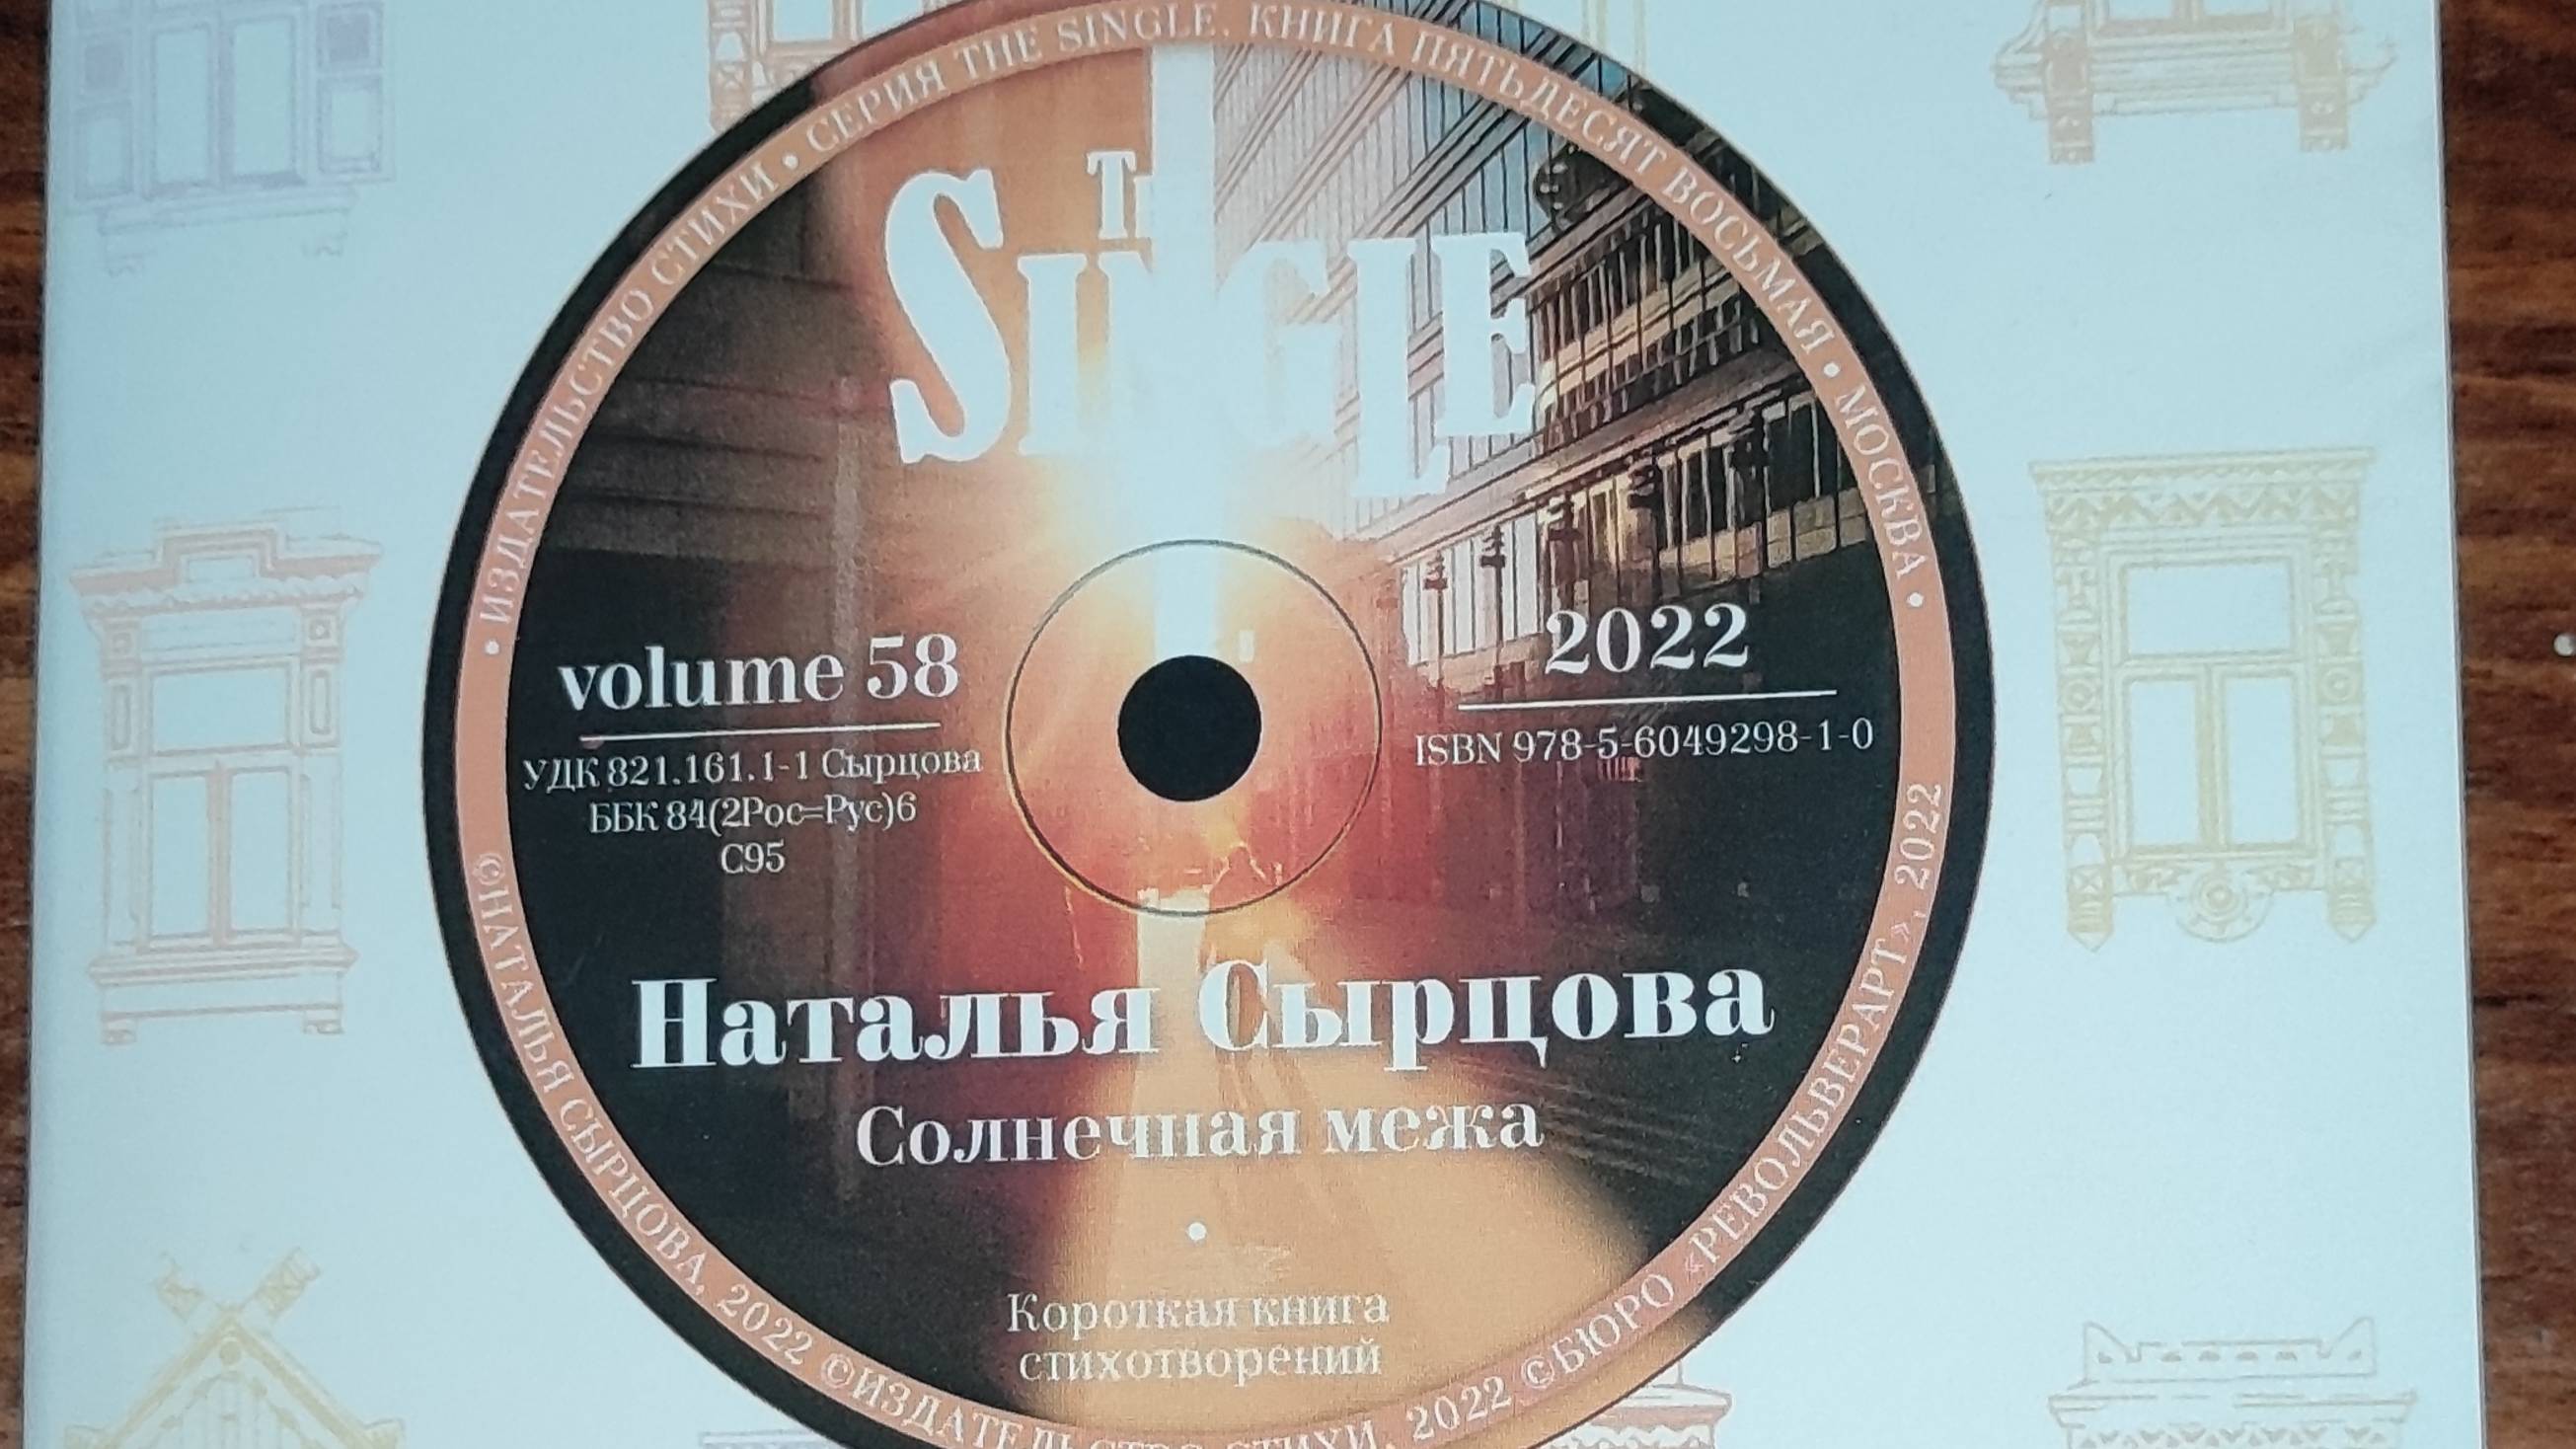 • ИЗДАТЕЛЬСТВО СТИХИ • СЕРИЯ THE SINGLE. КНИГА ПЯТЬДЕСЯТ ВОСЬМАЯ • МОСКВА •
THE
SINGLE
volume 58
УДК 821.161.1-1 Сырцова
ББК 84(2Рос=Рус)6
С95
2022
ISBN 978-5-6049298-1-0
Наталья Сырцова
Солнечная межа
•
Короткая книга
стихотворений
©НАТАЛЬЯ СЫРЦОВА, 2022 ©ИЗДАТЕЛЬСТВО СТИХИ, 2022 ©БЮРО «РЕВОЛЬВЕРАРТ», 2022